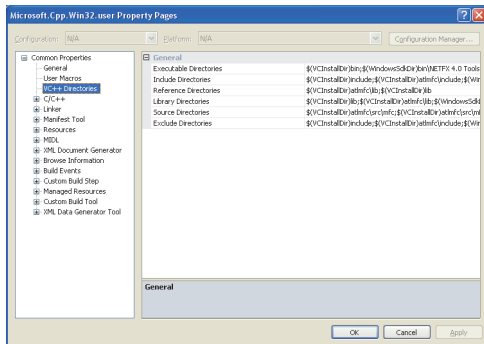 Microsoft.Cpp.Win32.user Property Pages
Configuration: N/A Platform: N/A Configuration Manager...
Common Properties
General
User Macros
VC++ Directories
C/C++
Linker
Manifest Tool
Resources
MIDL
XML Document Generator
Browse Information
Build Events
Custom Build Step
Managed Resources
Custom Build Tool
XML Data Generator Tool
General
Executable Directories $(VCInstallDir)bin;$(WindowsSdkDir)bin\NETFX 4.0 Tools
Include Directories $(VCInstallDir)include;$(VCInstallDir)atlmfc\include;$(Win
Reference Directories $(VCInstallDir)atlmfc\lib;$(VCInstallDir)lib
Library Directories $(VCInstallDir)lib;$(VCInstallDir)atlmfc\lib;$(WindowsSdkI
Source Directories $(VCInstallDir)atlmfc\src\mfc;$(VCInstallDir)atlmfc\src\mf
Exclude Directories $(VCInstallDir)include;$(VCInstallDir)atlmfc\include;$(Win
General
OK Cancel Apply